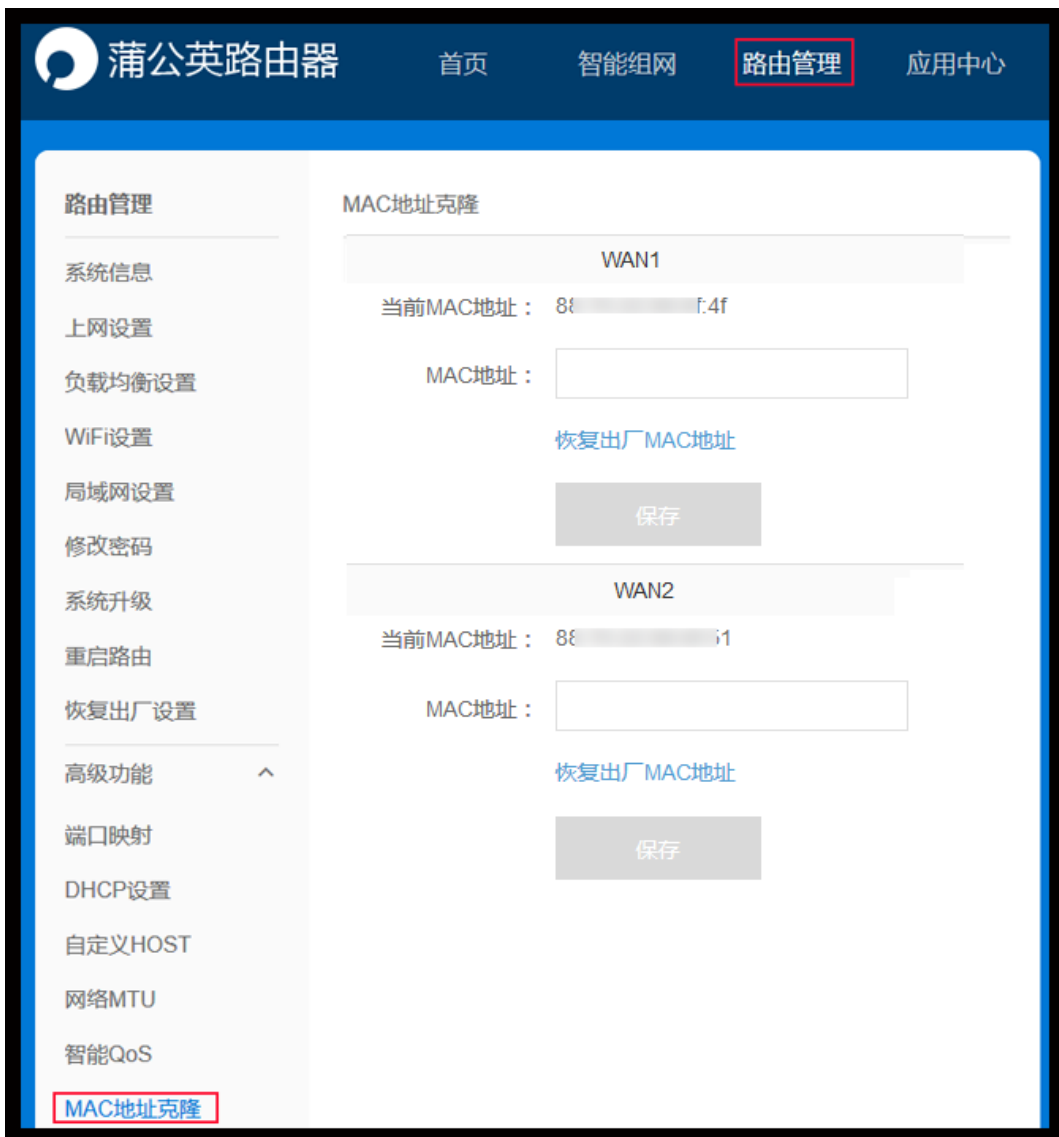 蒲公英路由器 首页 智能组网 路由管理 应用中心
路由管理
系统信息
上网设置
负载均衡设置
WiFi设置
局域网设置
修改密码
系统升级
重启路由
恢复出厂设置
高级功能
端口映射
DHCP设置
自定义HOST
网络MTU
智能QoS
MAC地址克隆
MAC地址克隆
WAN1
当前MAC地址： 88 f:4f
MAC地址：
恢复出厂MAC地址
保存
WAN2
当前MAC地址： 88 51
MAC地址：
恢复出厂MAC地址
保存